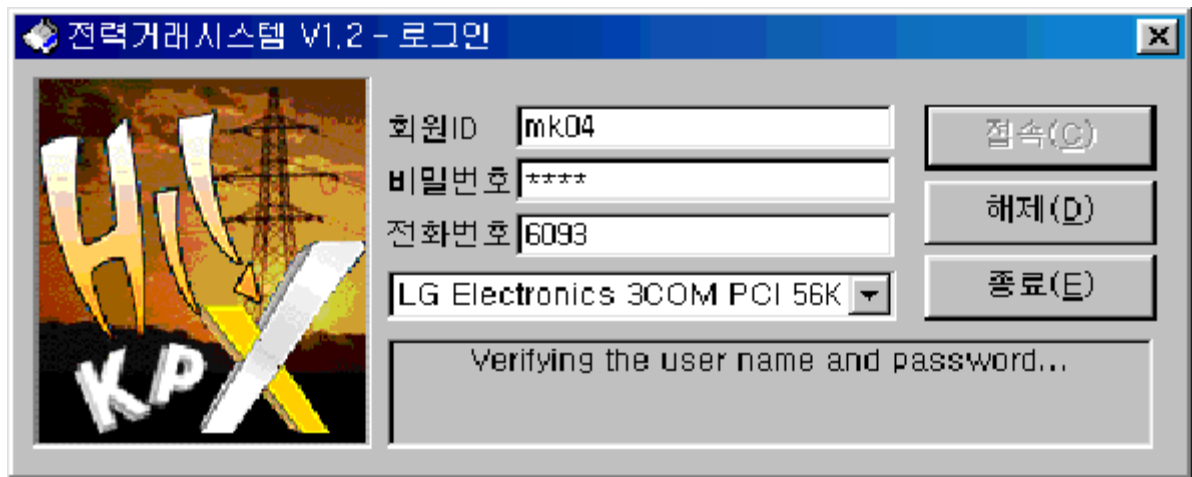 전력거래시스템 V1.2 - 로그인
회원ID mk04
접속(C)
비밀번호 ****
해제(D)
전화번호 6093
LG Electronics 3COM PCI 56K
종료(E)
Verifying the user name and password...
KPX